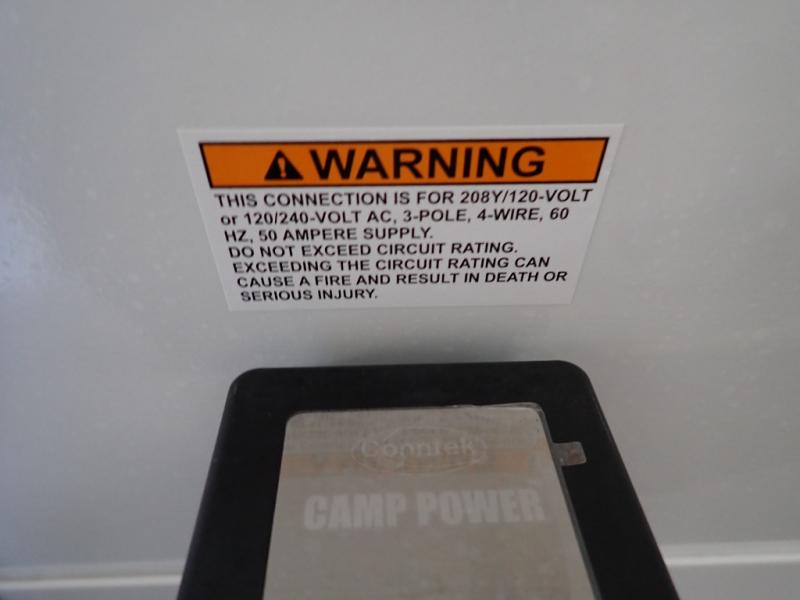 WARNING
THIS CONNECTION IS FOR 208Y/120-VOLT
or 120/240-VOLT AC, 3-POLE, 4-WIRE, 60
HZ, 50 AMPERE SUPPLY.
DO NOT EXCEED CIRCUIT RATING.
EXCEEDING THE CIRCUIT RATING CAN
CAUSE A FIRE AND RESULT IN DEATH OR
SERIOUS INJURY.
Conntek
CAMP POWER